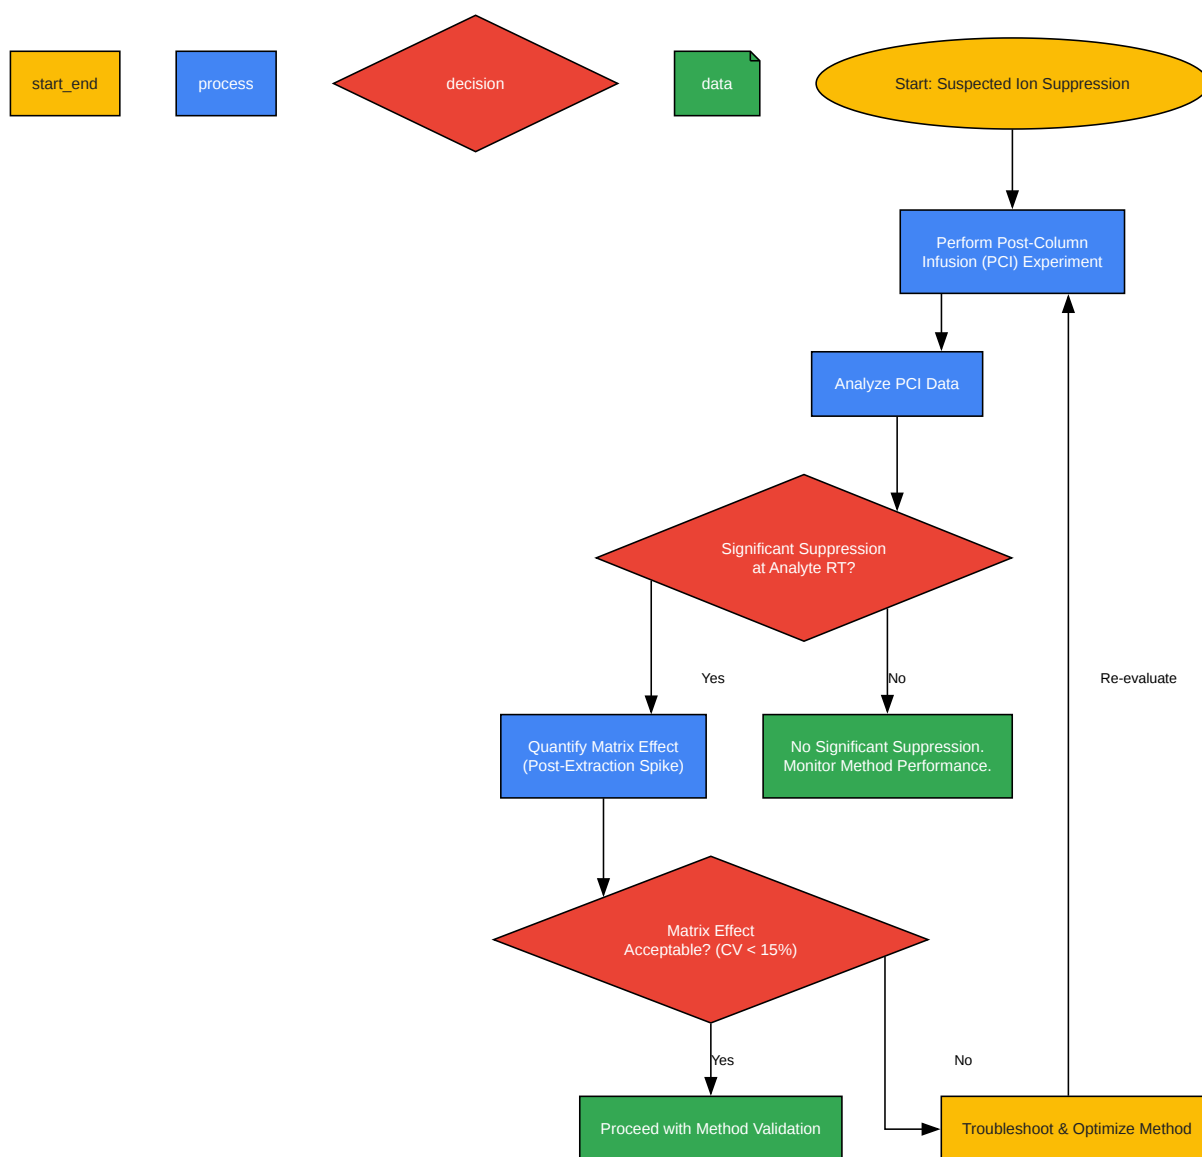 start_end
process
decision
data
Start: Suspected Ion Suppression
Perform Post-Column
Infusion (PCI) Experiment
Analyze PCI Data
Significant Suppression
at Analyte RT?
Yes
No
Re-evaluate
Quantify Matrix Effect
(Post-Extraction Spike)
No Significant Suppression.
Monitor Method Performance.
Matrix Effect
Acceptable? (CV < 15%)
Yes
No
Proceed with Method Validation
Troubleshoot & Optimize Method